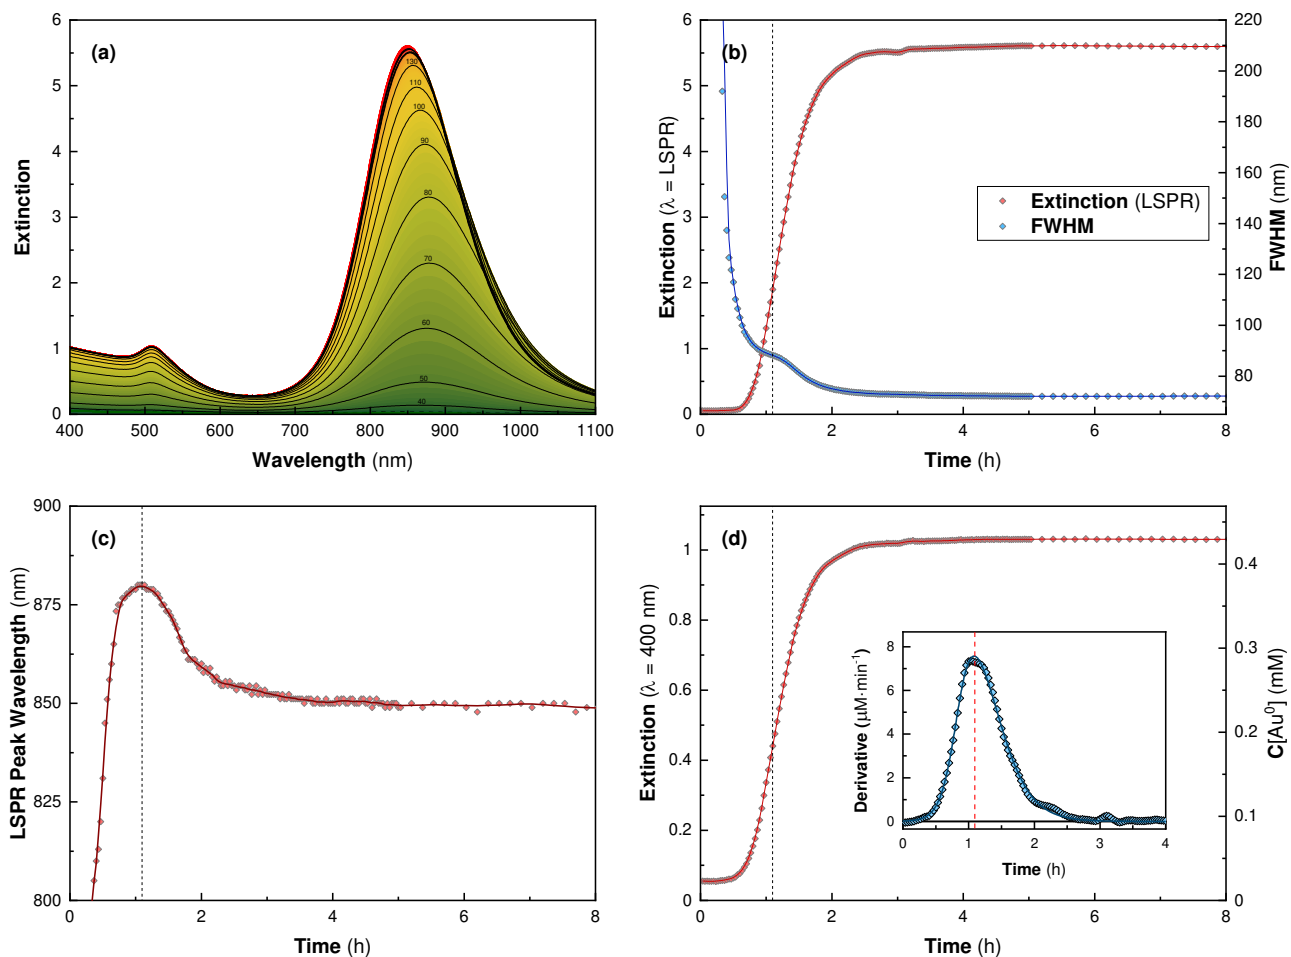 (a)
6
5
4
3
2
1
0
Extinction
130
110
100
90
80
70
60
50
40
400 500 600 700 800 900 1000 1100
Wavelength (nm)
(b)
6
5
4
3
2
1
0
Extinction (λ = LSPR)
Extinction (LSPR)
FWHM
220
200
180
160
140
120
100
80
FWHM (nm)
0 2 4 6 8
Time (h)
(c)
900
875
850
825
800
LSPR Peak Wavelength (nm)
0 2 4 6 8
Time (h)
(d)
1
0.8
0.6
0.4
0.2
0
Extinction (λ = 400 nm)
8
6
4
2
0
Derivative (μM·min⁻¹)
0 1 2 3 4
Time (h)
0.4
0.3
0.2
0.1
0
C[Au⁰] (mM)
0 2 4 6 8
Time (h)